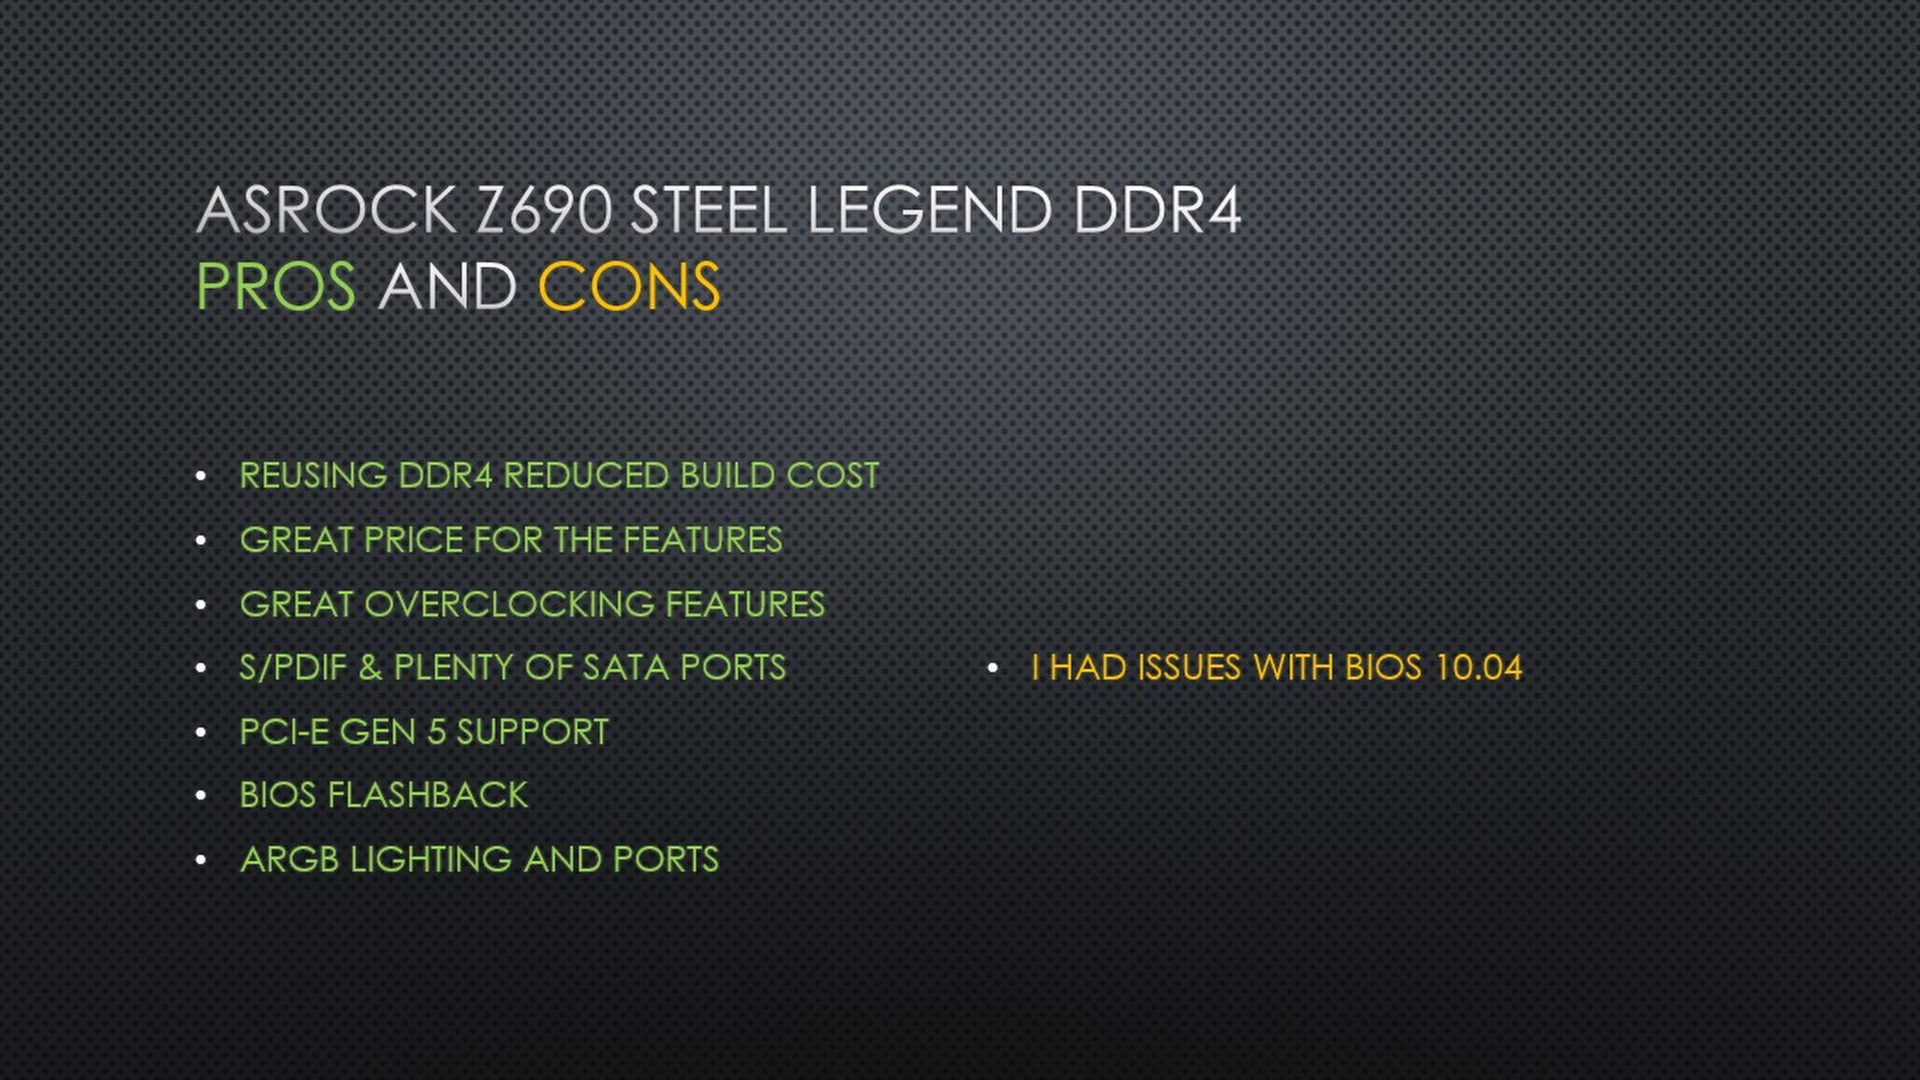 ASROCK Z690 STEEL LEGEND DDR4
PROS AND CONS
• REUSING DDR4 REDUCED BUILD COST
• GREAT PRICE FOR THE FEATURES
• GREAT OVERCLOCKING FEATURES
• S/PDIF & PLENTY OF SATA PORTS
• PCI-E GEN 5 SUPPORT
• BIOS FLASHBACK
• ARGB LIGHTING AND PORTS
• I HAD ISSUES WITH BIOS 10.04